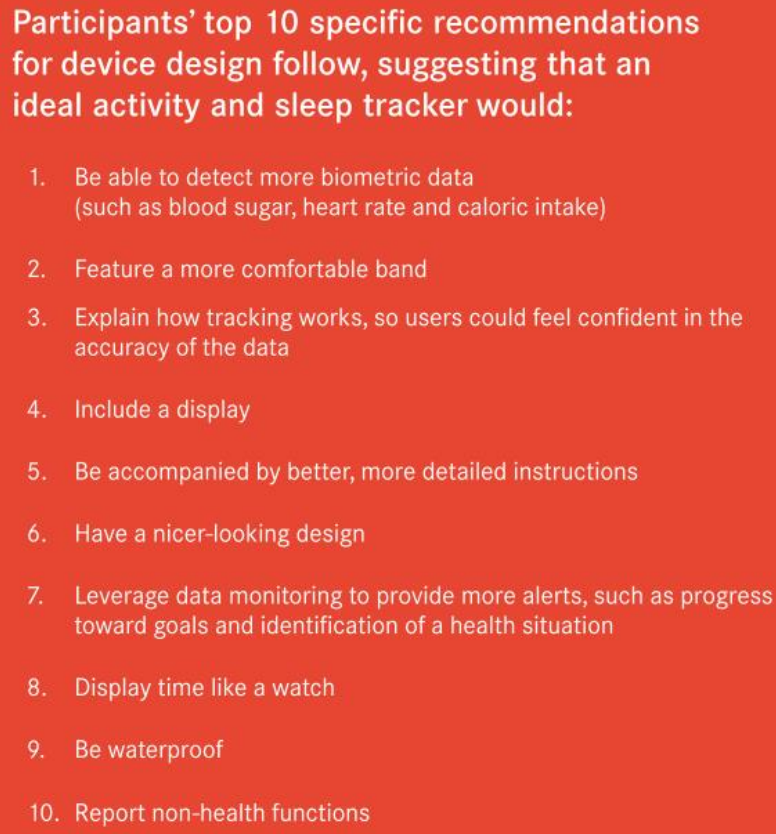 Participants’ top 10 specific recommendations
for device design follow, suggesting that an
ideal activity and sleep tracker would:
1. Be able to detect more biometric data
(such as blood sugar, heart rate and caloric intake)
2. Feature a more comfortable band
3. Explain how tracking works, so users could feel confident in the
accuracy of the data
4. Include a display
5. Be accompanied by better, more detailed instructions
6. Have a nicer-looking design
7. Leverage data monitoring to provide more alerts, such as progress
toward goals and identification of a health situation
8. Display time like a watch
9. Be waterproof
10. Report non-health functions